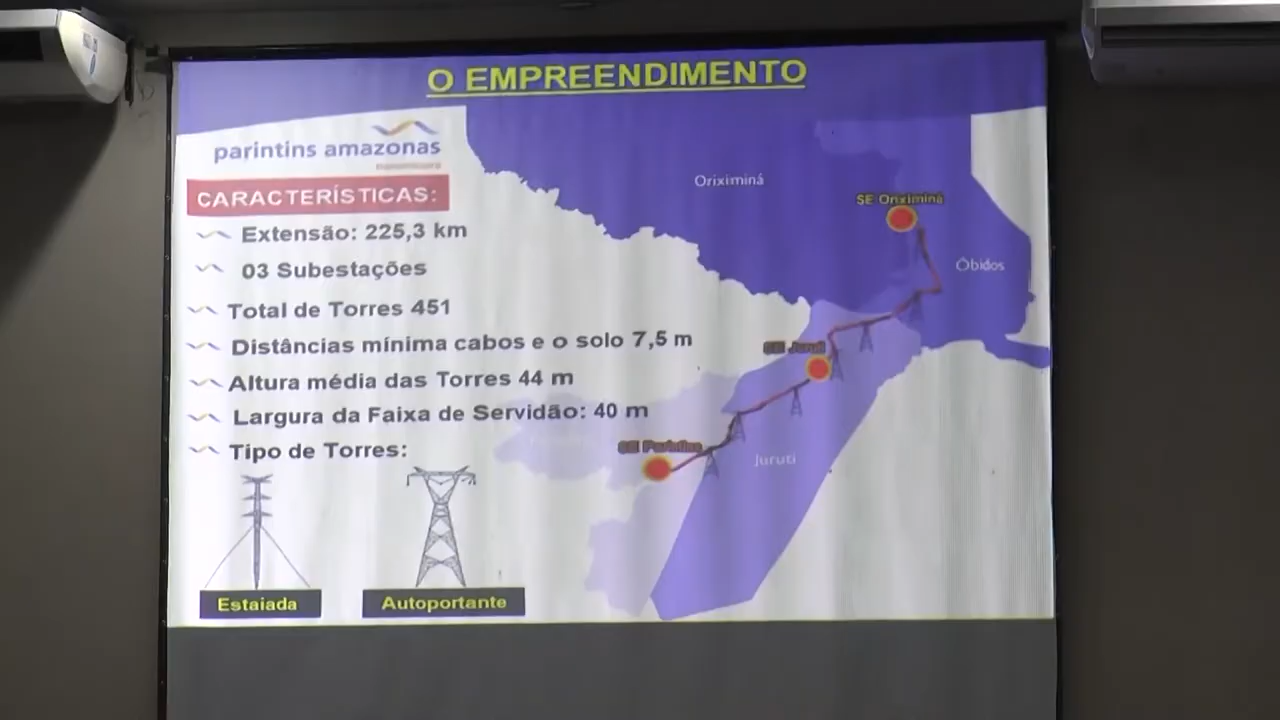 O EMPREENDIMENTO
parintins amazonas
CARACTERÍSTICAS:
Extensão: 225,3 km
03 Subestações
Total de Torres 451
Distâncias mínima cabos e o solo 7,5 m
Altura média das Torres 44 m
Largura da Faixa de Servidão: 40 m
Tipo de Torres:
Estaiada
Autoportante
Oriximiná
SE Oriximiná
Óbidos
SE Juruti
SE Parintins
Juruti